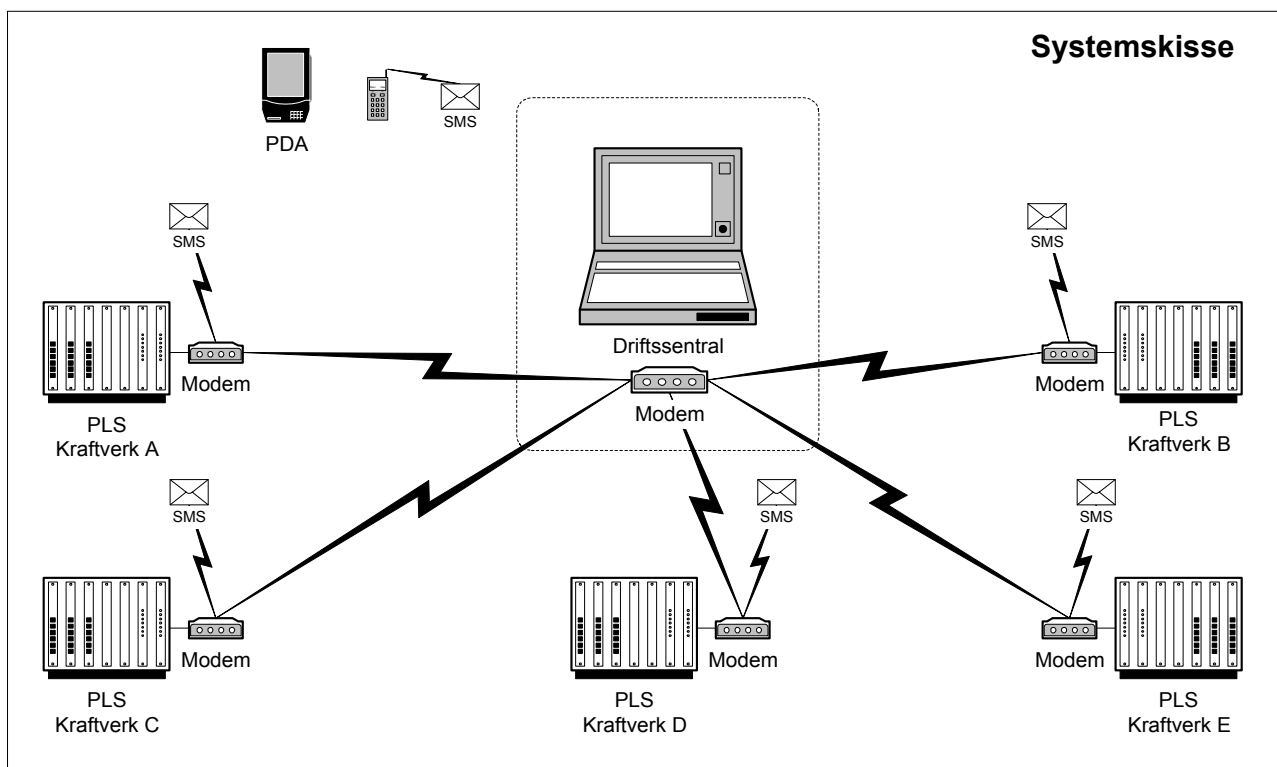 Systemskisse
PDA
SMS
SMS
SMS
Driftssentral
Modem
Modem
Modem
PLS
Kraftverk A
PLS
Kraftverk B
SMS
SMS
SMS
Modem
Modem
Modem
PLS
Kraftverk C
PLS
Kraftverk D
PLS
Kraftverk E